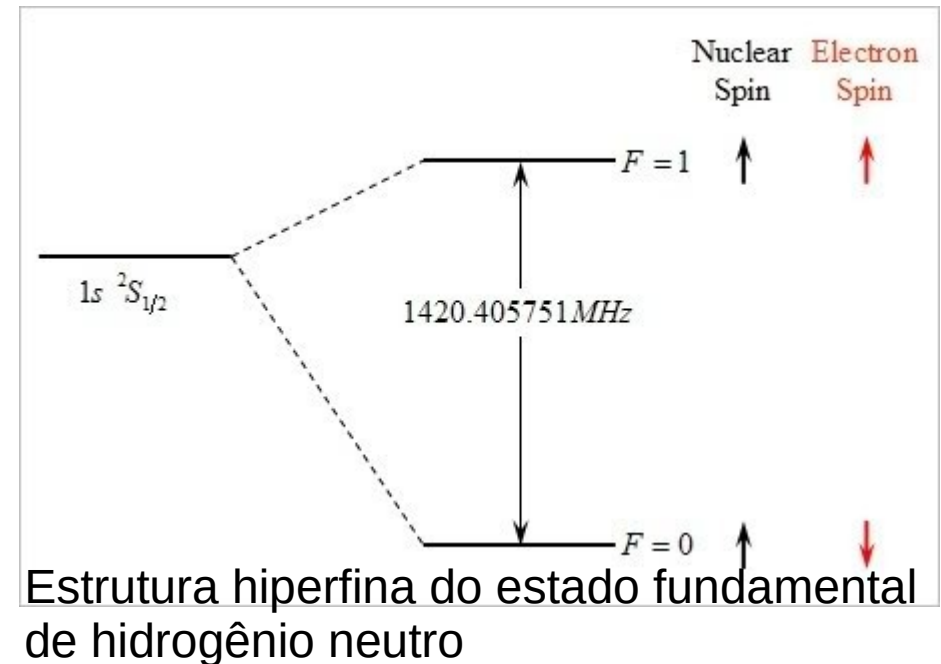 Nuclear Electron
Spin Spin
F = 1
1s ²S₁/₂
1420.405751MHz
F = 0
Estrutura hiperfina do estado fundamental
de hidrogênio neutro